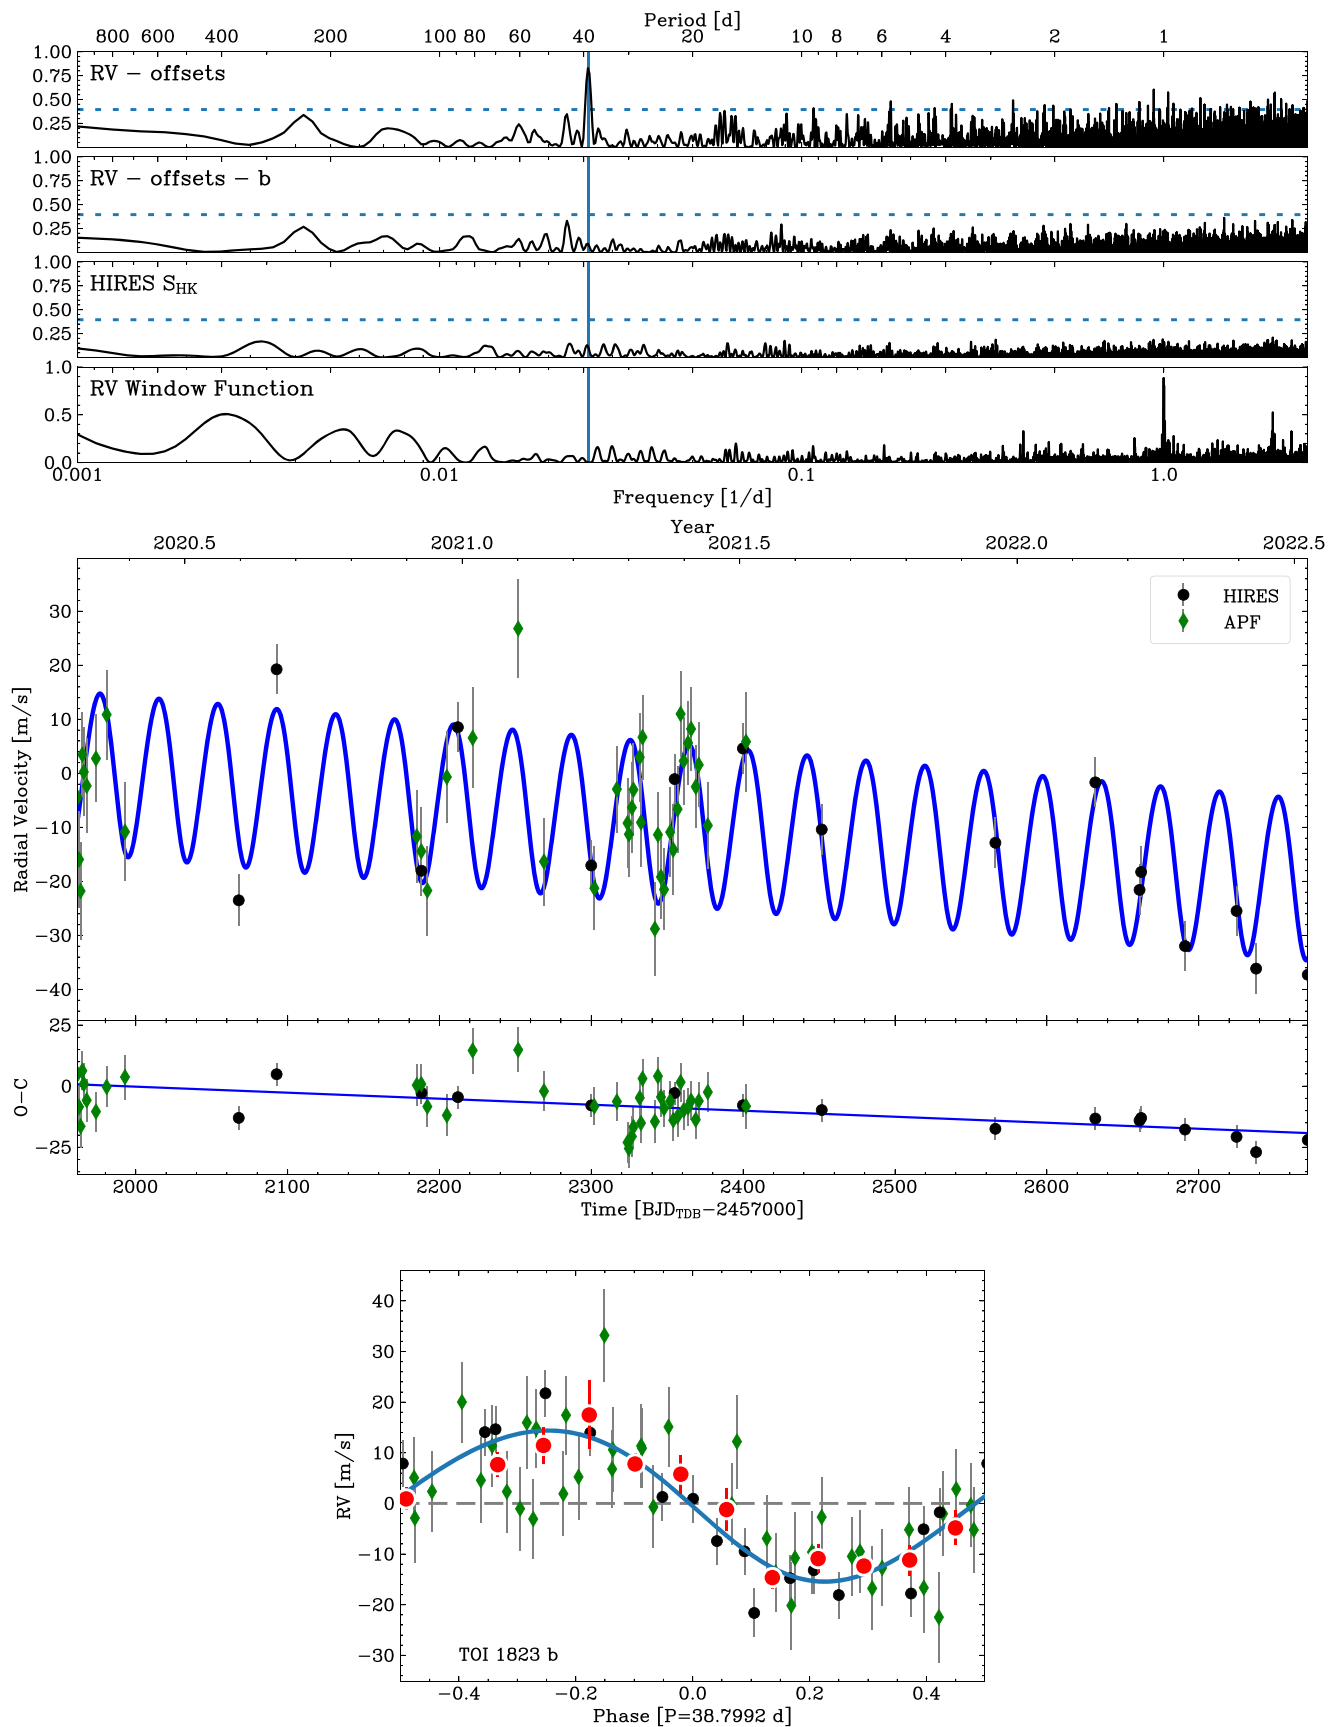 Period [d]
800 600 400 200 100 80 60 40 20 10 8 6 4 2 1
1.00
0.75
0.50
0.25
RV − offsets
1.00
0.75
0.50
0.25
RV − offsets − b
1.00
0.75
0.50
0.25
HIRES S_HK
1.0
0.5
0.0
RV Window Function
0.001 0.01 0.1 1.0
Frequency [1/d]
Year
2020.5 2021.0 2021.5 2022.0 2022.5
Radial Velocity [m/s]
30
20
10
0
−10
−20
−30
−40
HIRES
APF
O−C
25
0
−25
2000 2100 2200 2300 2400 2500 2600 2700
Time [BJD_TDB−2457000]
RV [m/s]
40
30
20
10
0
−10
−20
−30
TOI 1823 b
−0.4 −0.2 0.0 0.2 0.4
Phase [P=38.7992 d]